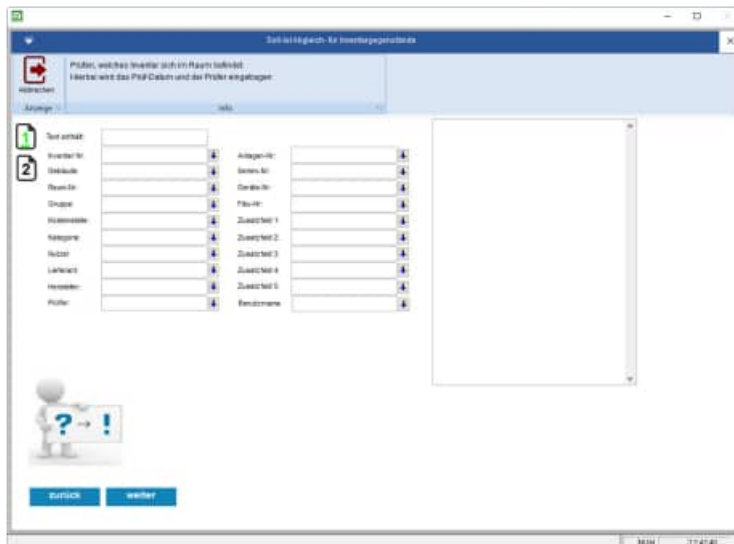 Soll-Ist Abgleich- für Inventargegenstände
Prüfen, welches Inventar sich im Raum befindet
Hierbei wird das Prüf-Datum und der Prüfer eingetragen
Abbrechen
Anzeige
Info
1
Text enthält:
Inventar Nr.
Anlagen-Nr.
2
Gebäude
Serien-Nr.
Raum-Nr.
Geräte-Nr.
Gruppe
Fibu-Nr.
Kostenstelle
Zusatzfeld 1
Kategorie
Zusatzfeld 2
Nutzer
Zusatzfeld 3
Lieferant
Zusatzfeld 4
Hersteller
Zusatzfeld 5
Prüfer
Benutzername
? → !
zurück
weiter